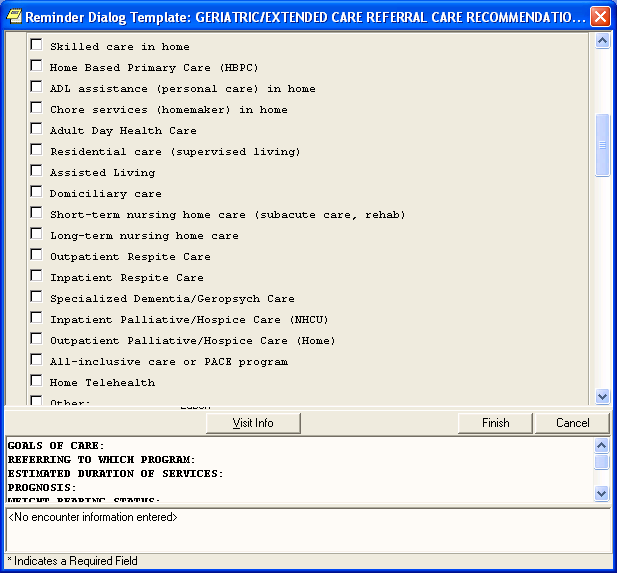 Reminder Dialog Template: GERIATRIC/EXTENDED CARE REFERRAL CARE RECOMMENDATIO...
Skilled care in home
Home Based Primary Care (HBPC)
ADL assistance (personal care) in home
Chore services (homemaker) in home
Adult Day Health Care
Residential care (supervised living)
Assisted Living
Domiciliary care
Short-term nursing home care (subacute care, rehab)
Long-term nursing home care
Outpatient Respite Care
Inpatient Respite Care
Specialized Dementia/Geropsych Care
Inpatient Palliative/Hospice Care (NHCU)
Outpatient Palliative/Hospice Care (Home)
All-inclusive care or PACE program
Home Telehealth
Other:
Visit Info
Finish
Cancel
GOALS OF CARE:
REFERRING TO WHICH PROGRAM:
ESTIMATED DURATION OF SERVICES:
PROGNOSIS:
WEIGHT BEARING STATUS:
<No encounter information entered>
* Indicates a Required Field